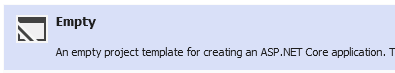 Empty
An empty project template for creating an ASP.NET Core application. T